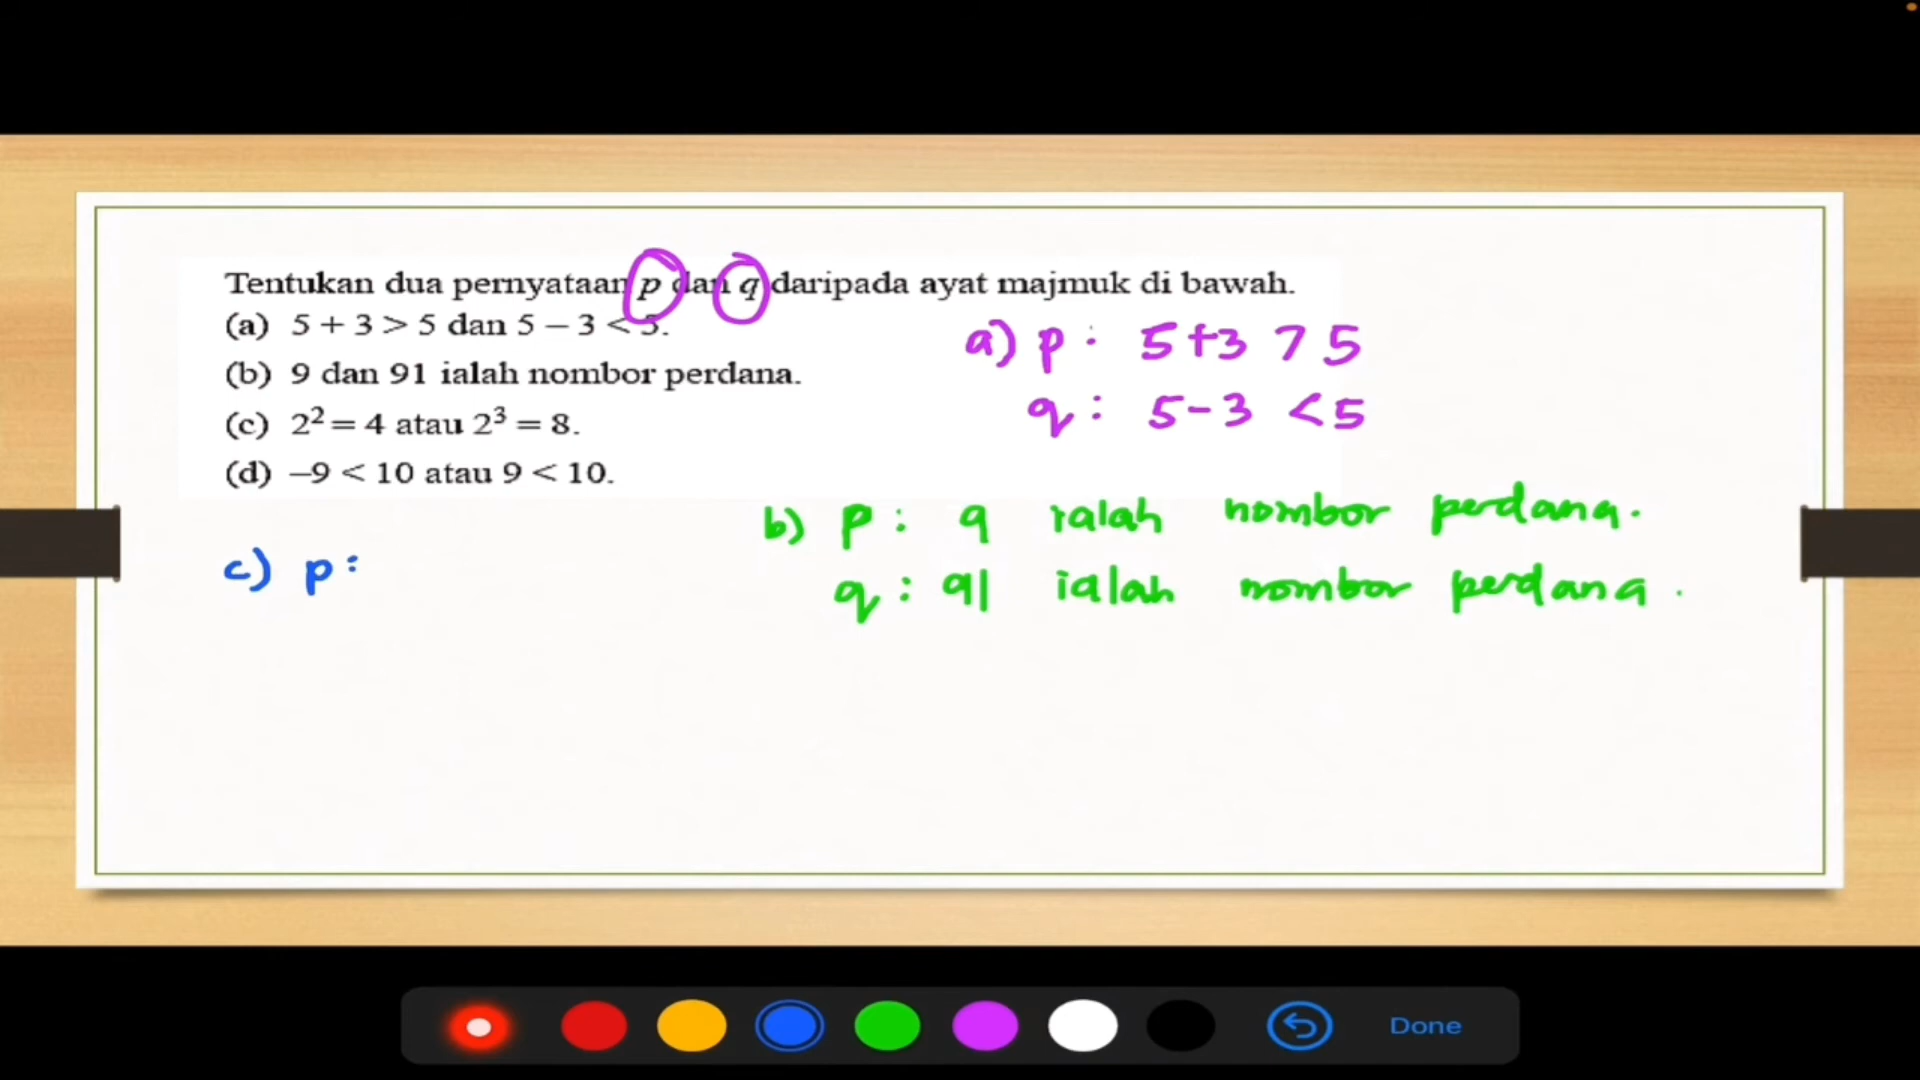 Tentukan dua pernyataan p dan q daripada ayat majmuk di bawah.
(a) 5 + 3 > 5 dan 5 – 3 < 5.
(b) 9 dan 91 ialah nombor perdana.
(c) 2² = 4 atau 2³ = 8.
(d) –9 < 10 atau 9 < 10.
a) p : 5+3 > 5
q : 5-3 < 5
b) p : 9 ialah nombor perdana.
q : 91 ialah nombor perdana.
c) p :
Done